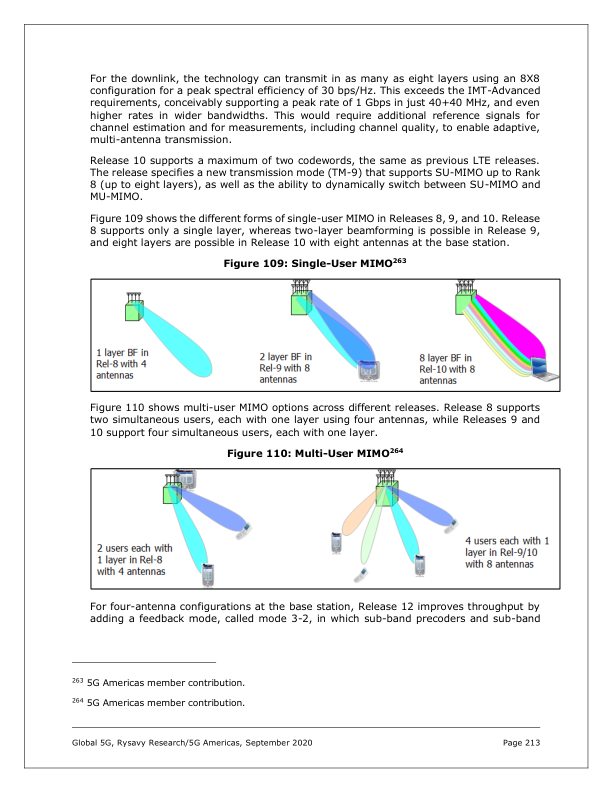 For the downlink, the technology can transmit in as many as eight layers using an 8X8
configuration for a peak spectral efficiency of 30 bps/Hz. This exceeds the IMT-Advanced
requirements, conceivably supporting a peak rate of 1 Gbps in just 40+40 MHz, and even
higher rates in wider bandwidths. This would require additional reference signals for
channel estimation and for measurements, including channel quality, to enable adaptive,
multi-antenna transmission.
Release 10 supports a maximum of two codewords, the same as previous LTE releases.
The release specifies a new transmission mode (TM-9) that supports SU-MIMO up to Rank
8 (up to eight layers), as well as the ability to dynamically switch between SU-MIMO and
MU-MIMO.
Figure 109 shows the different forms of single-user MIMO in Releases 8, 9, and 10. Release
8 supports only a single layer, whereas two-layer beamforming is possible in Release 9,
and eight layers are possible in Release 10 with eight antennas at the base station.
Figure 109: Single-User MIMO263
1 layer BF in
Rel-8 with 4
antennas
2 layer BF in
Rel-9 with 8
antennas
8 layer BF in
Rel-10 with 8
antennas
Figure 110 shows multi-user MIMO options across different releases. Release 8 supports
two simultaneous users, each with one layer using four antennas, while Releases 9 and
10 support four simultaneous users, each with one layer.
Figure 110: Multi-User MIMO264
2 users each with
1 layer in Rel-8
with 4 antennas
4 users each with 1
layer in Rel-9/10
with 8 antennas
For four-antenna configurations at the base station, Release 12 improves throughput by
adding a feedback mode, called mode 3-2, in which sub-band precoders and sub-band
263 5G Americas member contribution.
264 5G Americas member contribution.
Global 5G, Rysavy Research/5G Americas, September 2020 Page 213